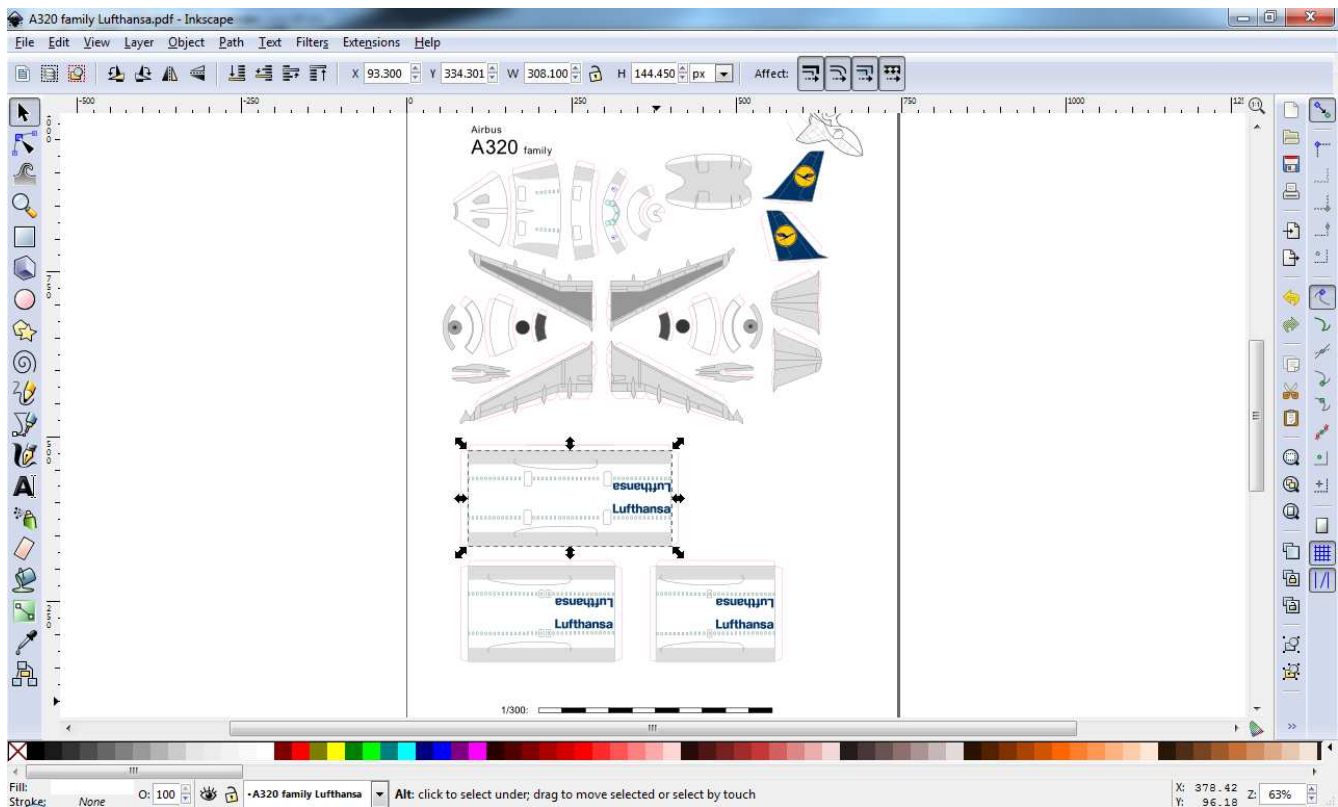 A320 family Lufthansa.pdf - Inkscape
File Edit View Layer Object Path Text Filters Extensions Help
X 93.300 Y 334.301 W 308.100 H 144.450 px Affect:
-500 -250 0 250 500 750 1000
Airbus
A320 family
750
500
Lufthansa
Lufthansa
Lufthansa Lufthansa
Lufthansa Lufthansa
250
1/300:
Fill:
Stroke: None
O: 100 A320 family Lufthansa Alt: click to select under; drag to move selected or select by touch
X: 378.42
Y: 96.18
Z: 63%